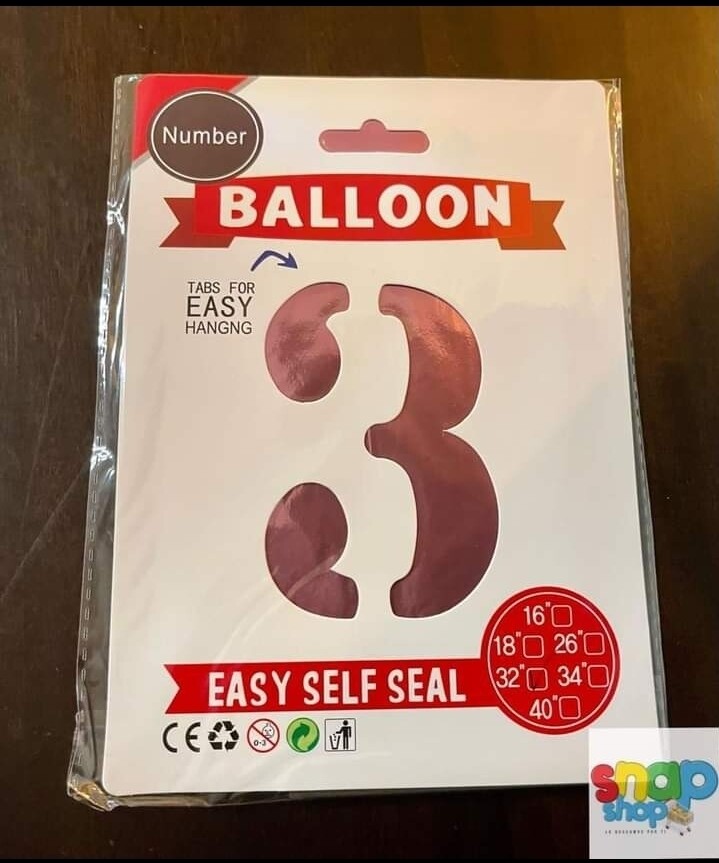 Number
BALLOON
TABS FOR
EASY
HANGNG
3
EASY SELF SEAL
16"
18" 26"
32" 34"
40"
CE
0-3
snap
shop